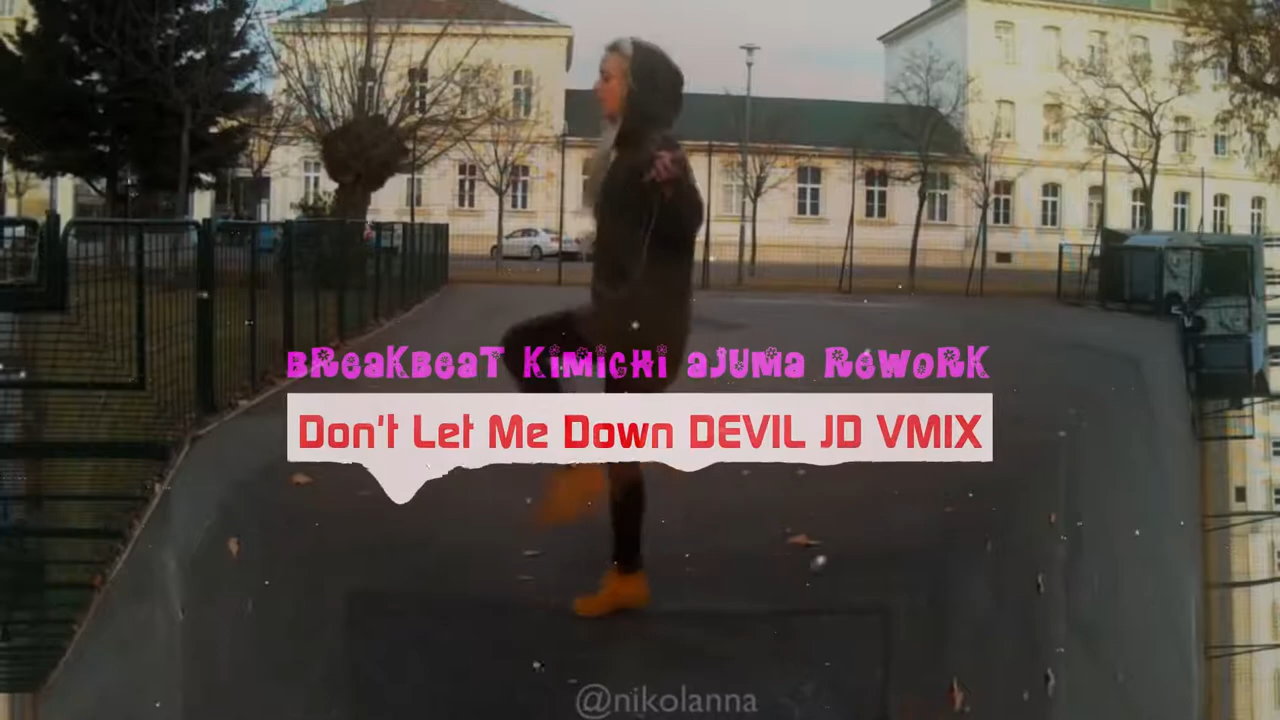 BReaKBeaT KiMiCHi aJUMa ReWoRK
Don't Let Me Down DEVIL JD VMIX
@nikolanna